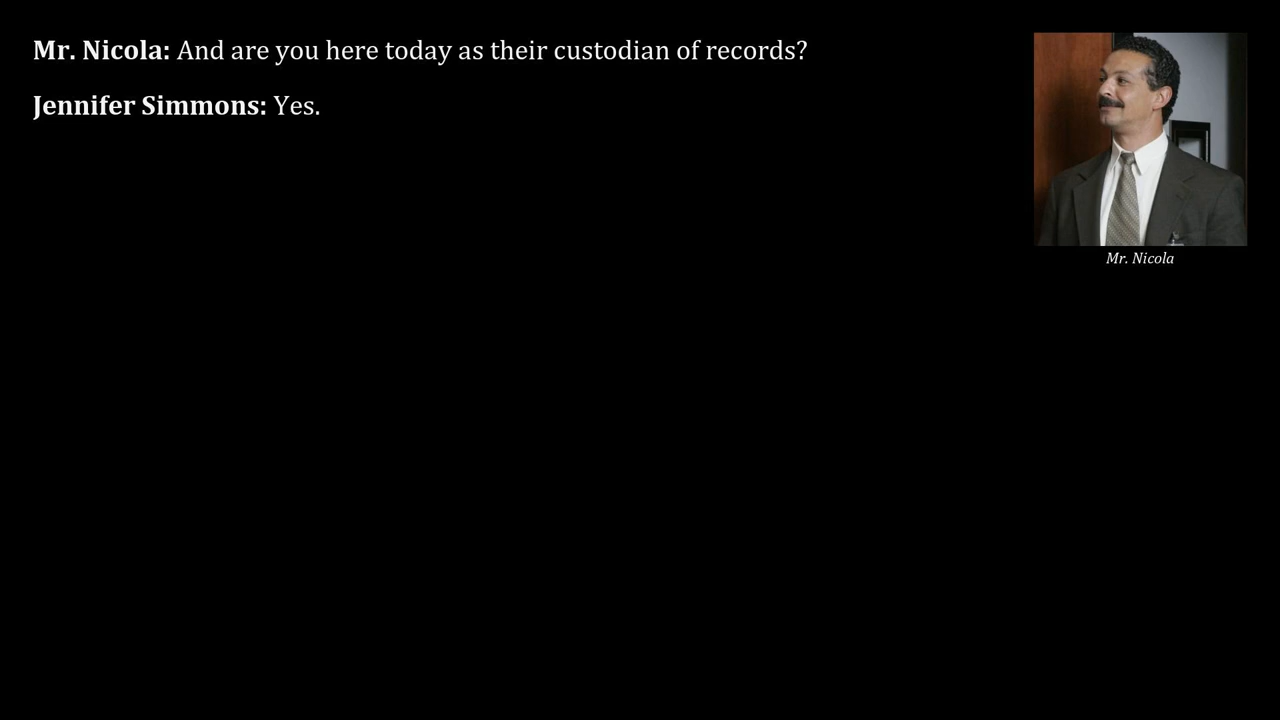 Mr. Nicola: And are you here today as their custodian of records?
Jennifer Simmons: Yes.
Mr. Nicola